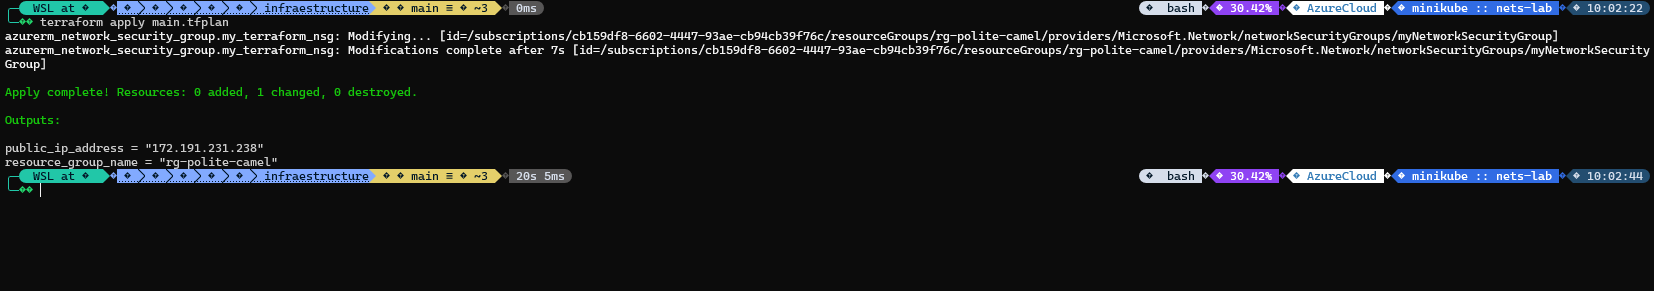 WSL at � � � � � � infrastructure � � main ≡ � ~3 � 0ms � bash � � 30.42% � � AzureCloud � � minikube :: nets-lab � � 10:02:22
�� terraform apply main.tfplan
azurerm_network_security_group.my_terraform_nsg: Modifying... [id=/subscriptions/cb159df8-6602-4447-93ae-cb94cb39f76c/resourceGroups/rg-polite-camel/providers/Microsoft.Network/networkSecurityGroups/myNetworkSecurityGroup]
azurerm_network_security_group.my_terraform_nsg: Modifications complete after 7s [id=/subscriptions/cb159df8-6602-4447-93ae-cb94cb39f76c/resourceGroups/rg-polite-camel/providers/Microsoft.Network/networkSecurityGroups/myNetworkSecurity
Group]
Apply complete! Resources: 0 added, 1 changed, 0 destroyed.
Outputs:
public_ip_address = "172.191.231.238"
resource_group_name = "rg-polite-camel"
WSL at � � � � � � infrastructure � � main ≡ � ~3 � 20s 5ms � bash � � 30.42% � � AzureCloud � � minikube :: nets-lab � � 10:02:44
��